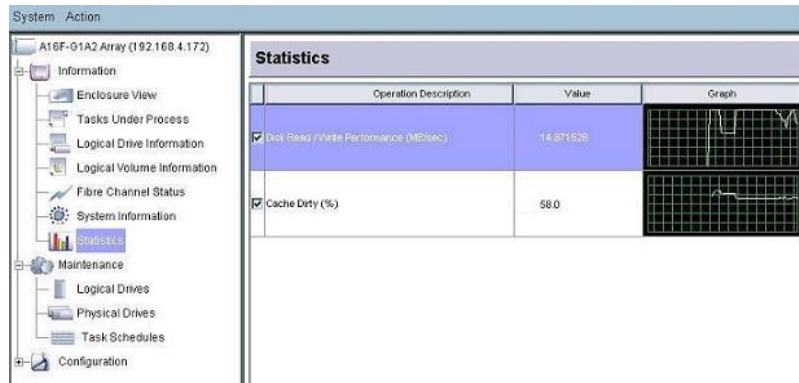 System Action
A16F-G1A2 Array (192.168.4.172)
Information
Enclosure View
Tasks Under Process
Logical Drive Information
Logical Volume Information
Fibre Channel Status
System Information
Statistics
Maintenance
Logical Drives
Physical Drives
Task Schedules
Configuration
Statistics
Operation Description Value Graph
Disk Read / Write Performance (MB/sec) 14.871528
Cache Dirty (%) 58.0